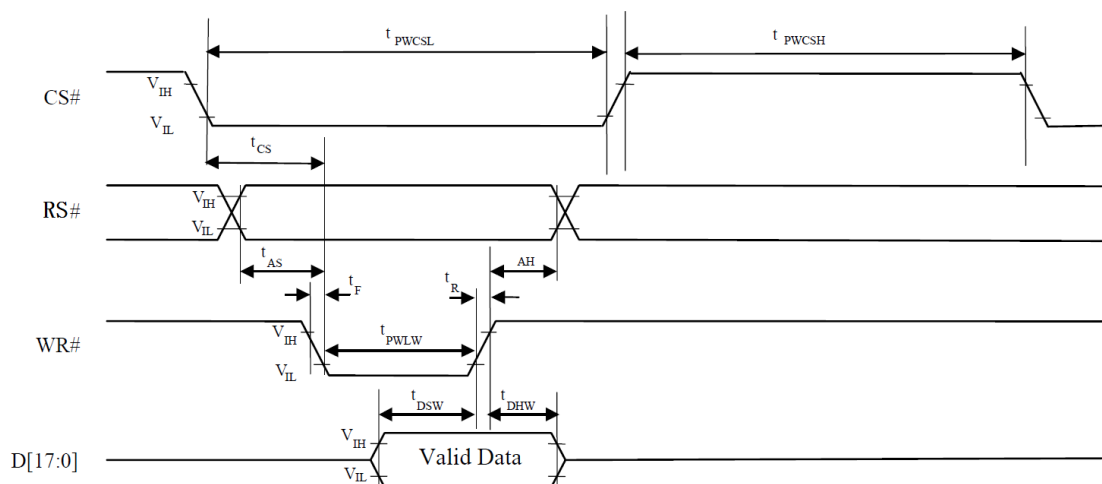 t PWCSL
t PWCSH
CS#
VIH
VIL
tCS
RS#
VIH
VIL
tAS
AH
tF
tR
WR#
VIH
VIL
tPWLW
tDSW
tDHW
D[17:0]
VIH
VIL
Valid Data